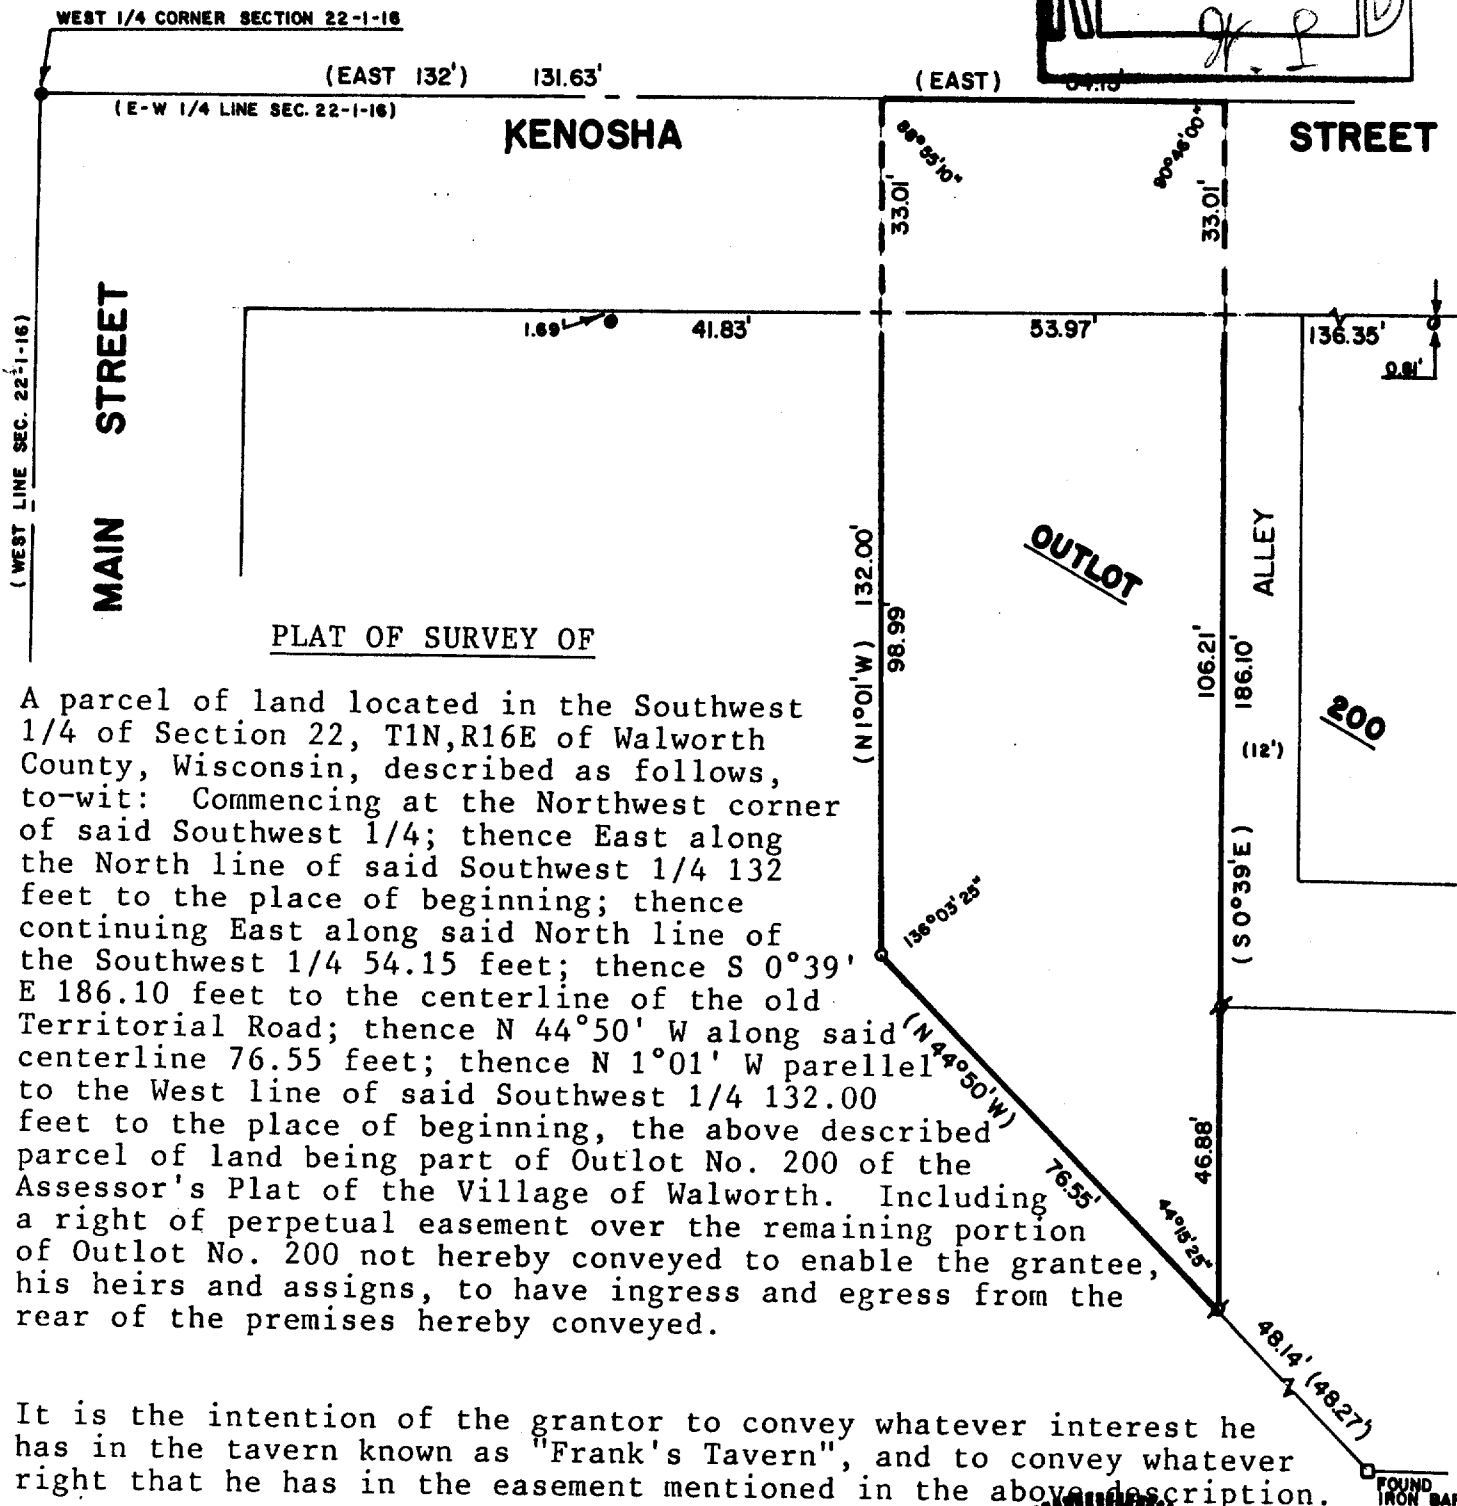 WEST 1/4 CORNER SECTION 22-1-16
(EAST 132') 131.63'
(EAST) 54.15'
(E-W 1/4 LINE SEC. 22-1-16)
KENOSHA STREET
88°55'10"
90°46'00"
33.01'
33.01'
1.69'
41.83'
53.97'
136.35'
0.81'
(WEST LINE SEC. 22-1-16)
MAIN STREET
(N 1°01' W) 132.00'
98.99'
OUTLOT
ALLEY
106.21'
186.10'
(12')
200
(S 0°39' E)
136°03'25"
PLAT OF SURVEY OF
A parcel of land located in the Southwest
1/4 of Section 22, T1N,R16E of Walworth
County, Wisconsin, described as follows,
to-wit: Commencing at the Northwest corner
of said Southwest 1/4; thence East along
the North line of said Southwest 1/4 132
feet to the place of beginning; thence
continuing East along said North line of
the Southwest 1/4 54.15 feet; thence S 0°39'
E 186.10 feet to the centerline of the old
Territorial Road; thence N 44°50' W along said
centerline 76.55 feet; thence N 1°01' W parellel
to the West line of said Southwest 1/4 132.00
feet to the place of beginning, the above described
parcel of land being part of Outlot No. 200 of the
Assessor's Plat of the Village of Walworth. Including
a right of perpetual easement over the remaining portion
of Outlot No. 200 not hereby conveyed to enable the grantee,
his heirs and assigns, to have ingress and egress from the
rear of the premises hereby conveyed.
(N 44°50' W)
76.55'
46.88'
44°15'25"
48.14' (48.27')
It is the intention of the grantor to convey whatever interest he
has in the tavern known as "Frank's Tavern", and to convey whatever
right that he has in the easement mentioned in the above description.
FOUND
IRON BAR